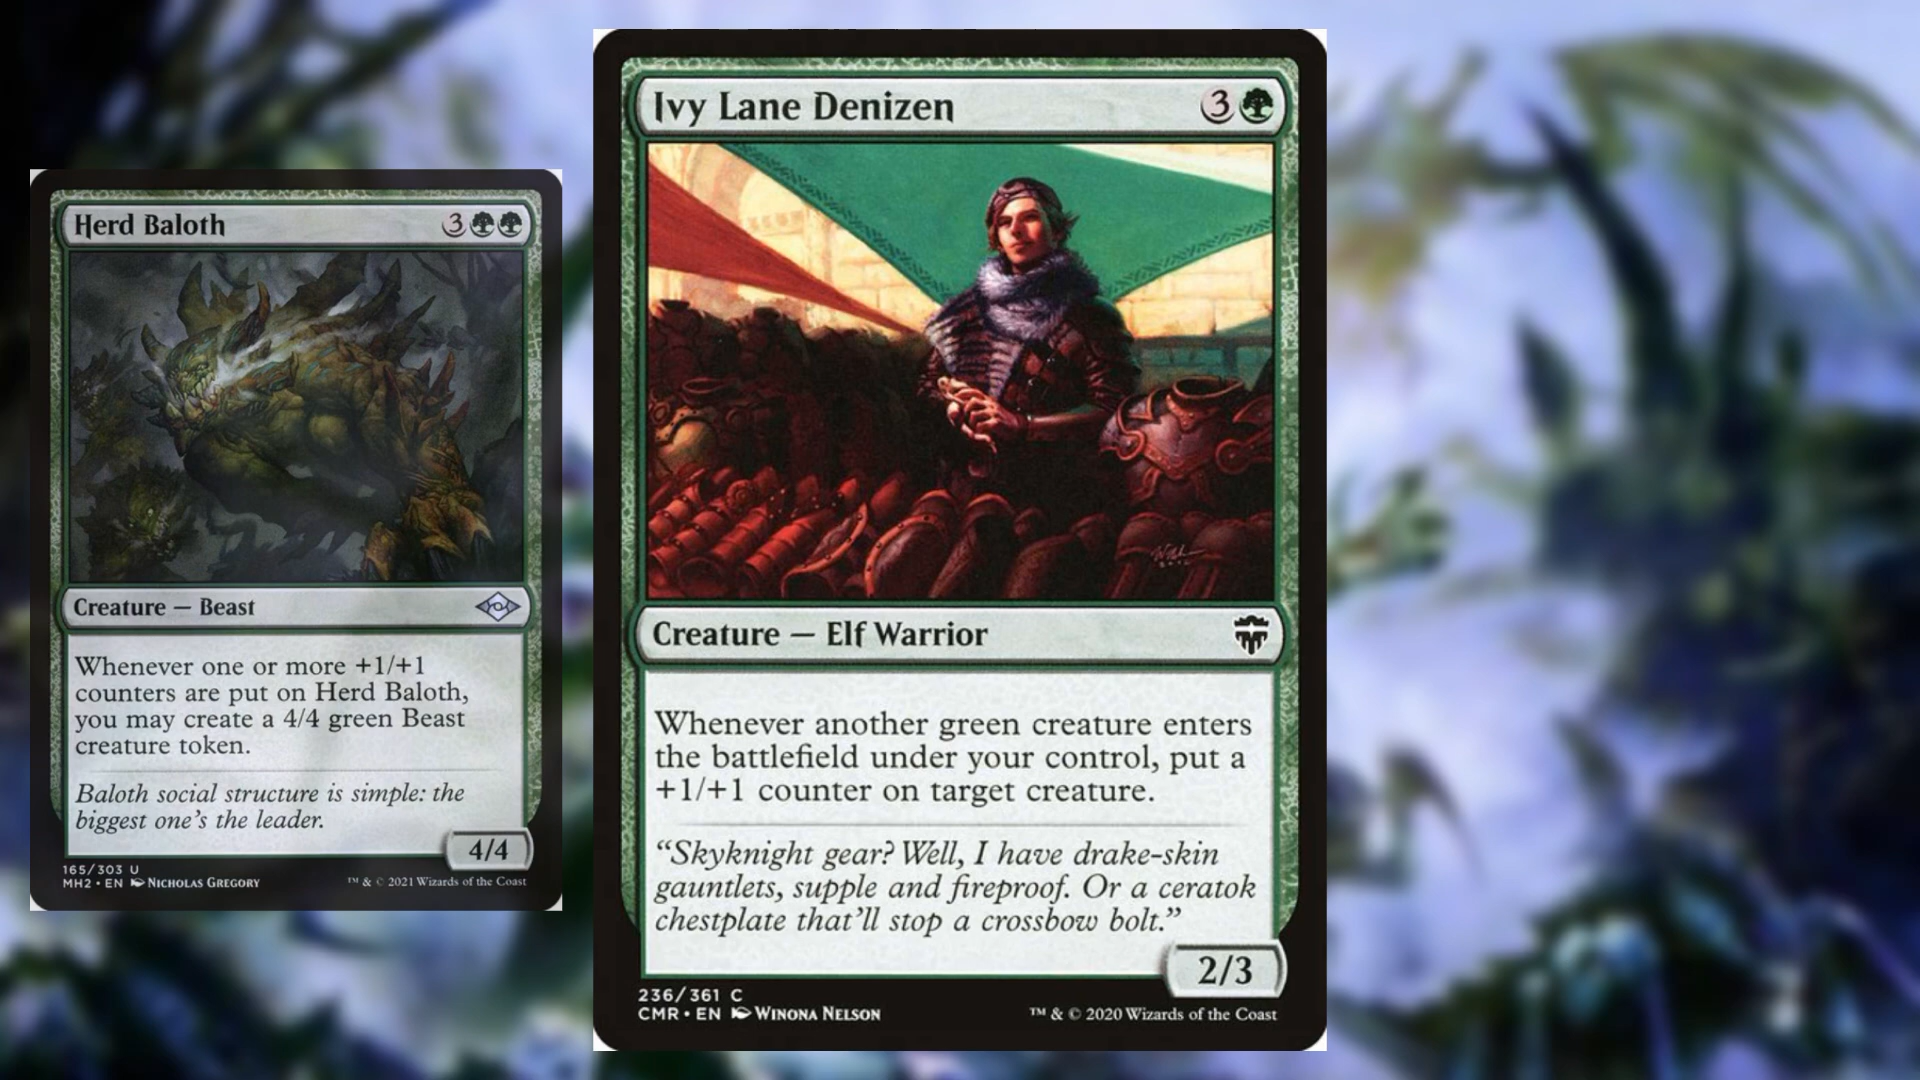 Herd Baloth 3
Creature — Beast
Whenever one or more +1/+1
counters are put on Herd Baloth,
you may create a 4/4 green Beast
creature token.
Baloth social structure is simple: the
biggest one's the leader.
4/4
165/303 U
MH2 • EN NICHOLAS GREGORY ™ & © 2021 Wizards of the Coast
Ivy Lane Denizen 3
Creature — Elf Warrior
Whenever another green creature enters
the battlefield under your control, put a
+1/+1 counter on target creature.
“Skyknight gear? Well, I have drake-skin
gauntlets, supple and fireproof. Or a ceratok
chestplate that’ll stop a crossbow bolt.”
2/3
236/361 C
CMR • EN WINONA NELSON ™ & © 2020 Wizards of the Coast